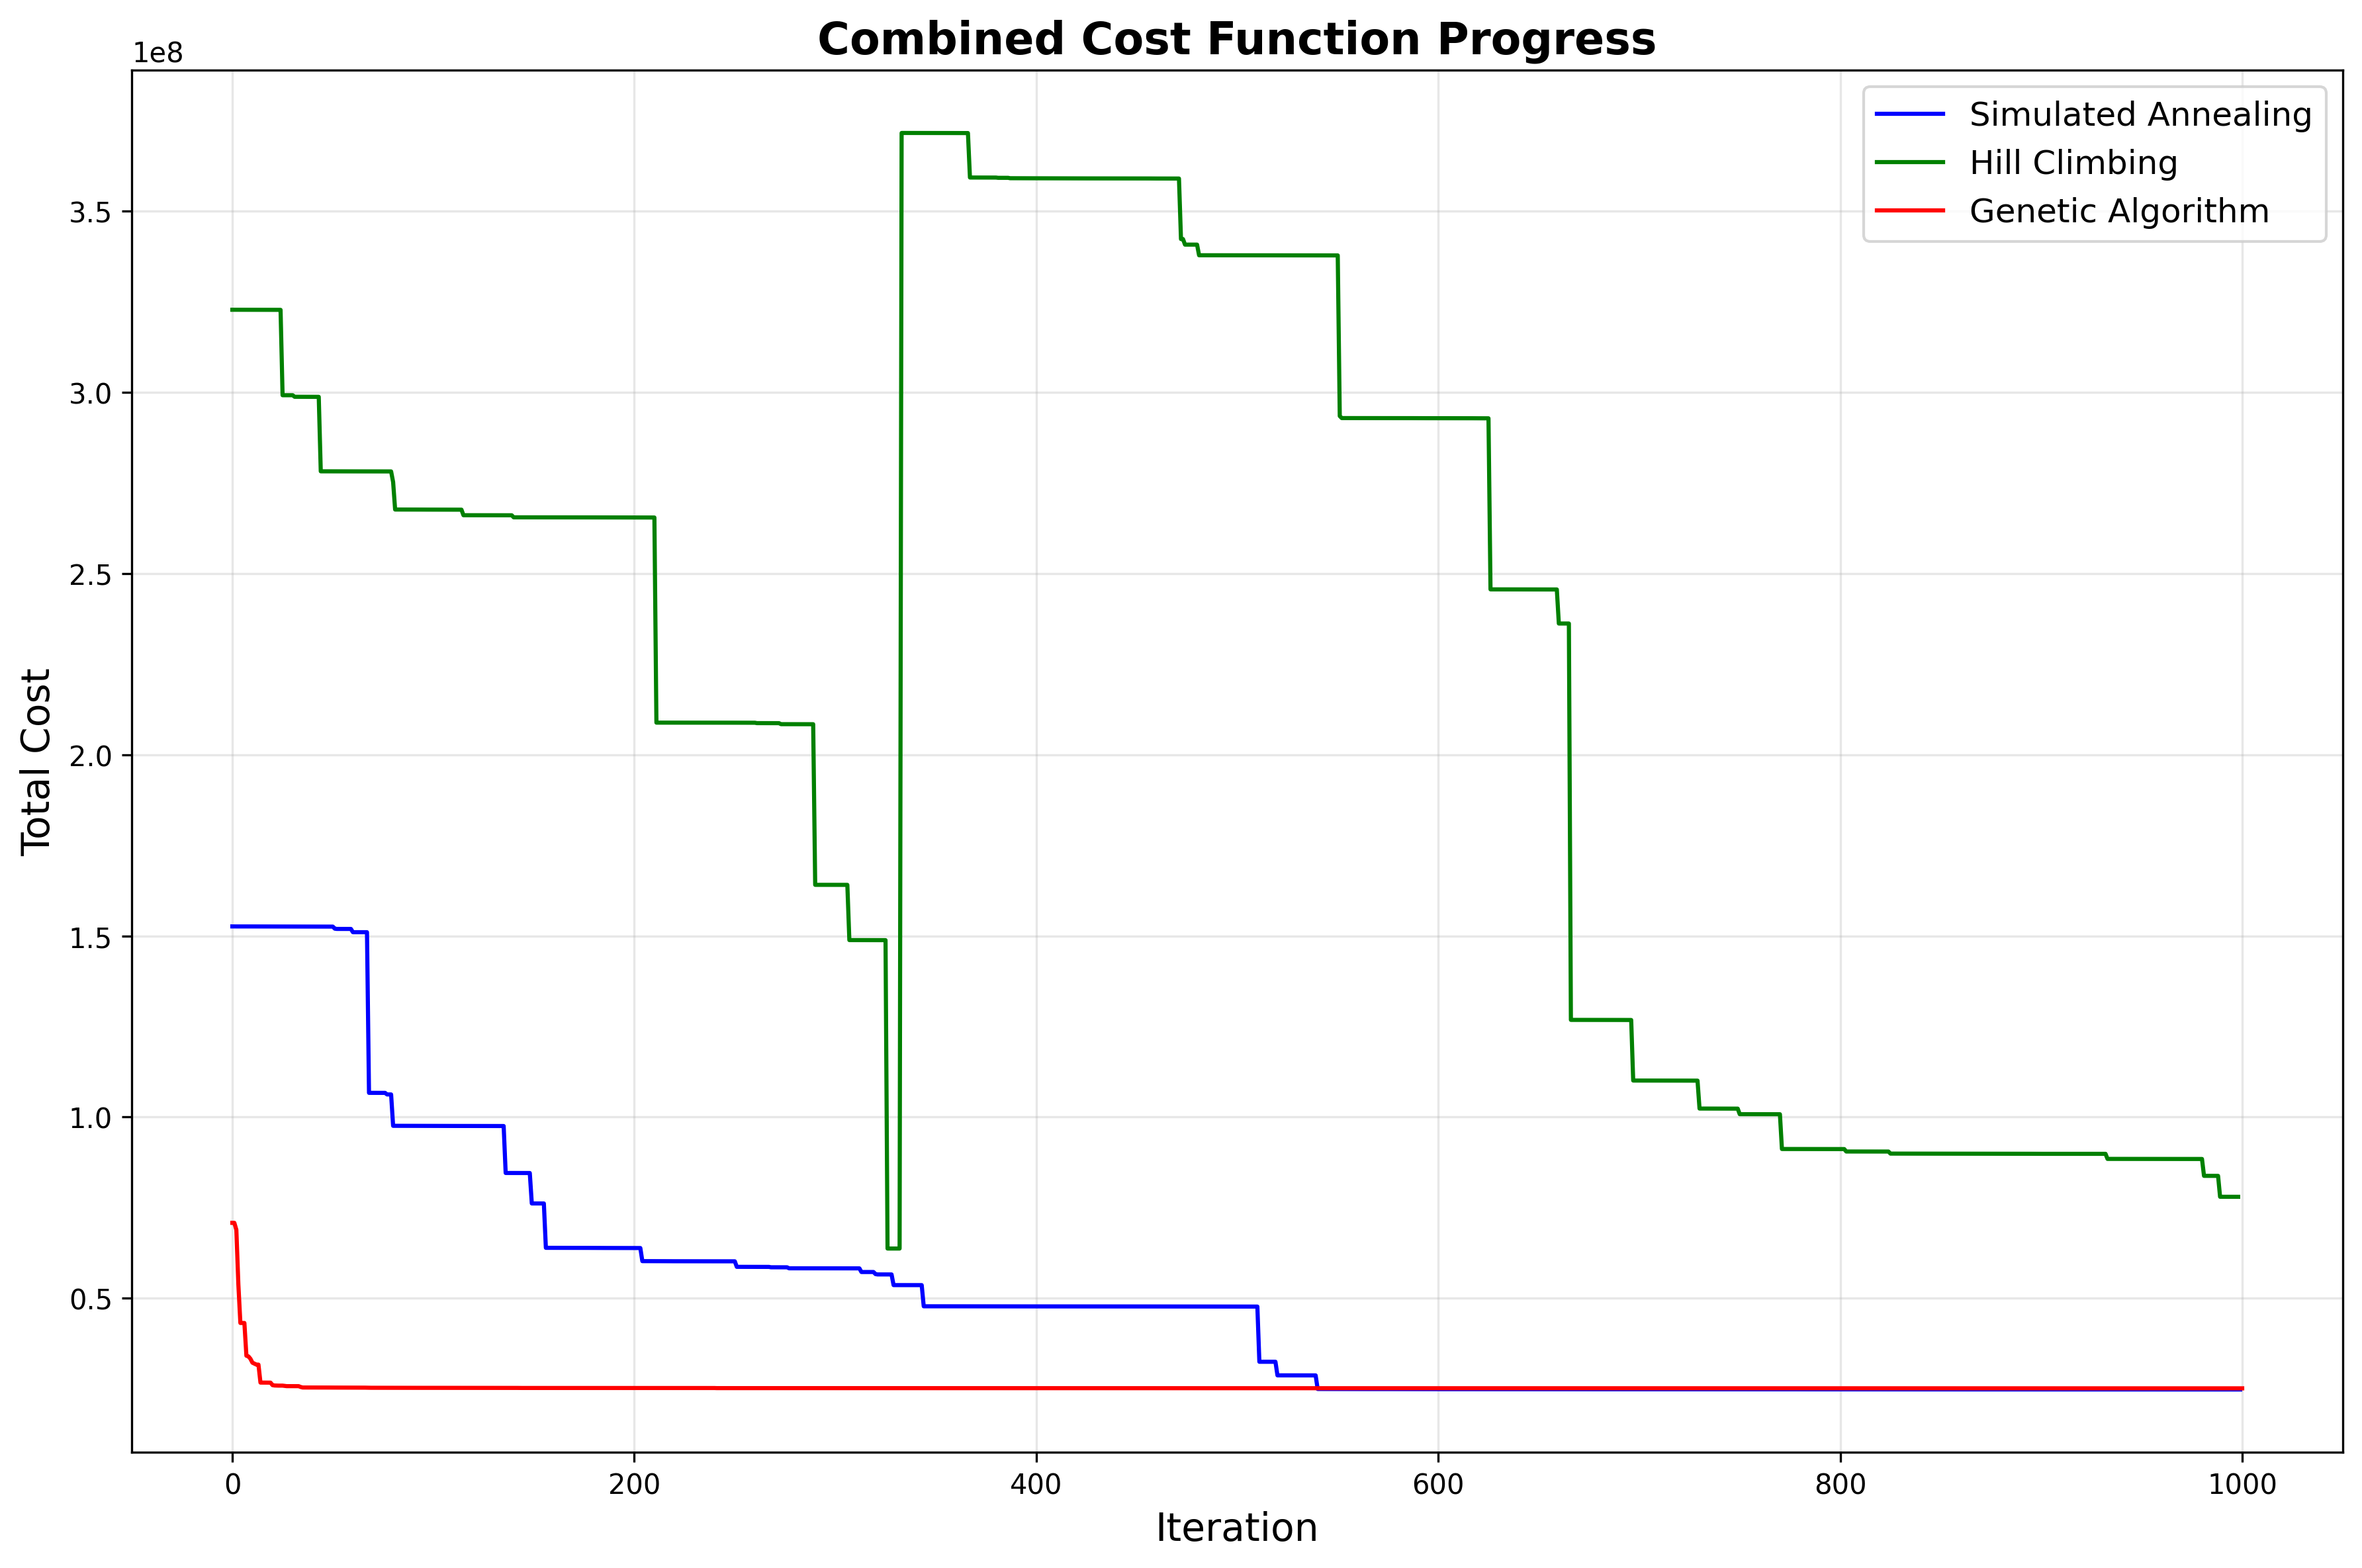 Combined Cost Function Progress
1e8
Simulated Annealing
Hill Climbing
Genetic Algorithm
3.5
3.0
2.5
2.0
1.5
1.0
0.5
Total Cost
0 200 400 600 800 1000
Iteration